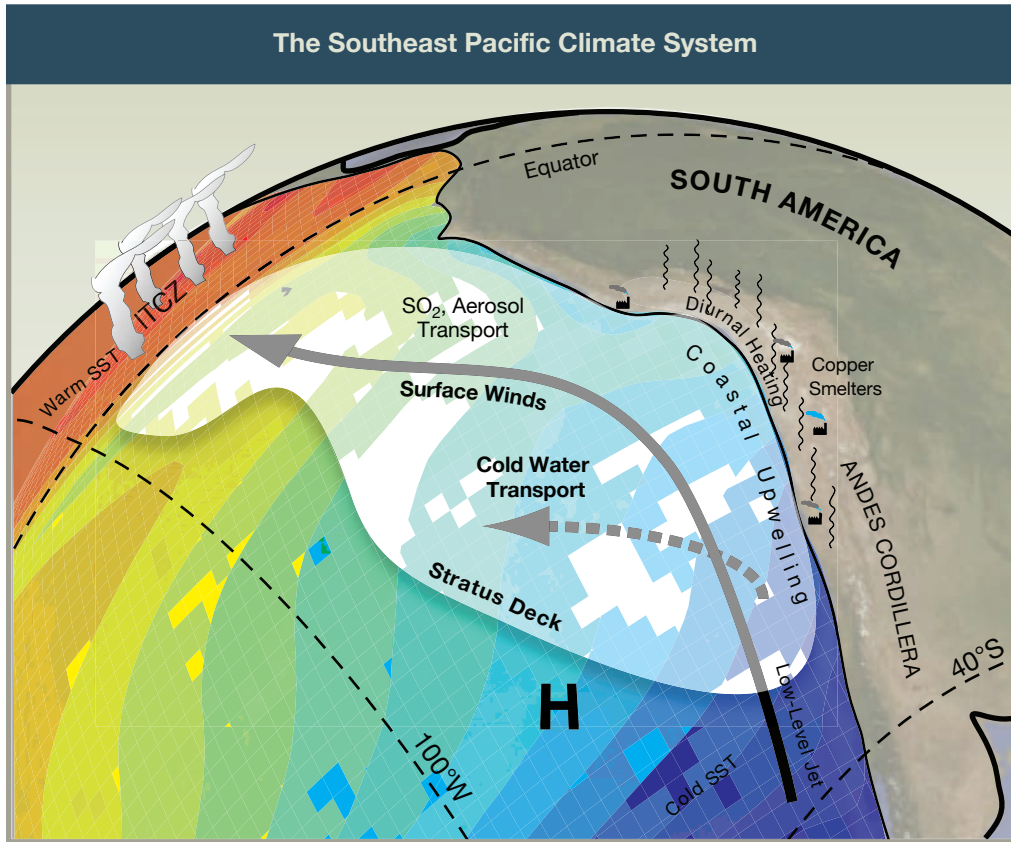 The Southeast Pacific Climate System
Equator
SOUTH AMERICA
ITCZ
Warm SST
SO₂, Aerosol
Transport
Diurnal Heating
Copper
Smelters
Surface Winds
Coastal Upwelling
Cold Water
Transport
ANDES CORDILLERA
Stratus Deck
40°S
H
Low-Level Jet
100°W
Cold SST